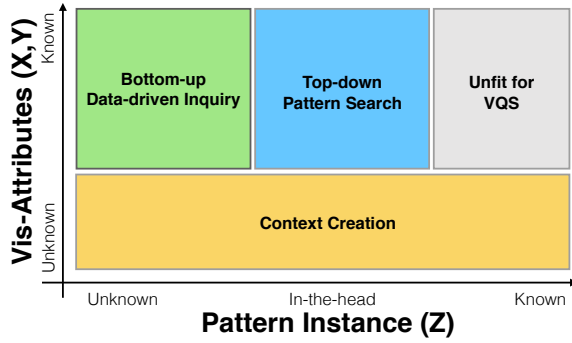 Vis-Attributes (X,Y)
Known
Unknown
Bottom-up
Data-driven Inquiry
Top-down
Pattern Search
Unfit for
VQS
Context Creation
Unknown
In-the-head
Known
Pattern Instance (Z)